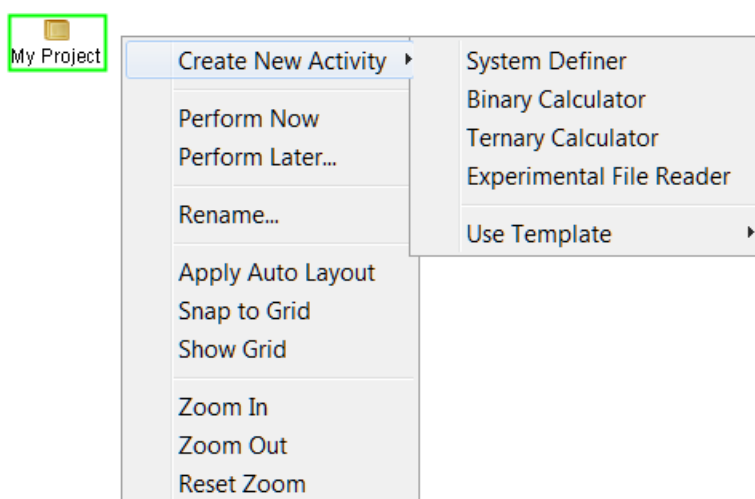 My Project
Create New Activity
Perform Now
Perform Later...
Rename...
Apply Auto Layout
Snap to Grid
Show Grid
Zoom In
Zoom Out
Reset Zoom
System Definer
Binary Calculator
Ternary Calculator
Experimental File Reader
Use Template